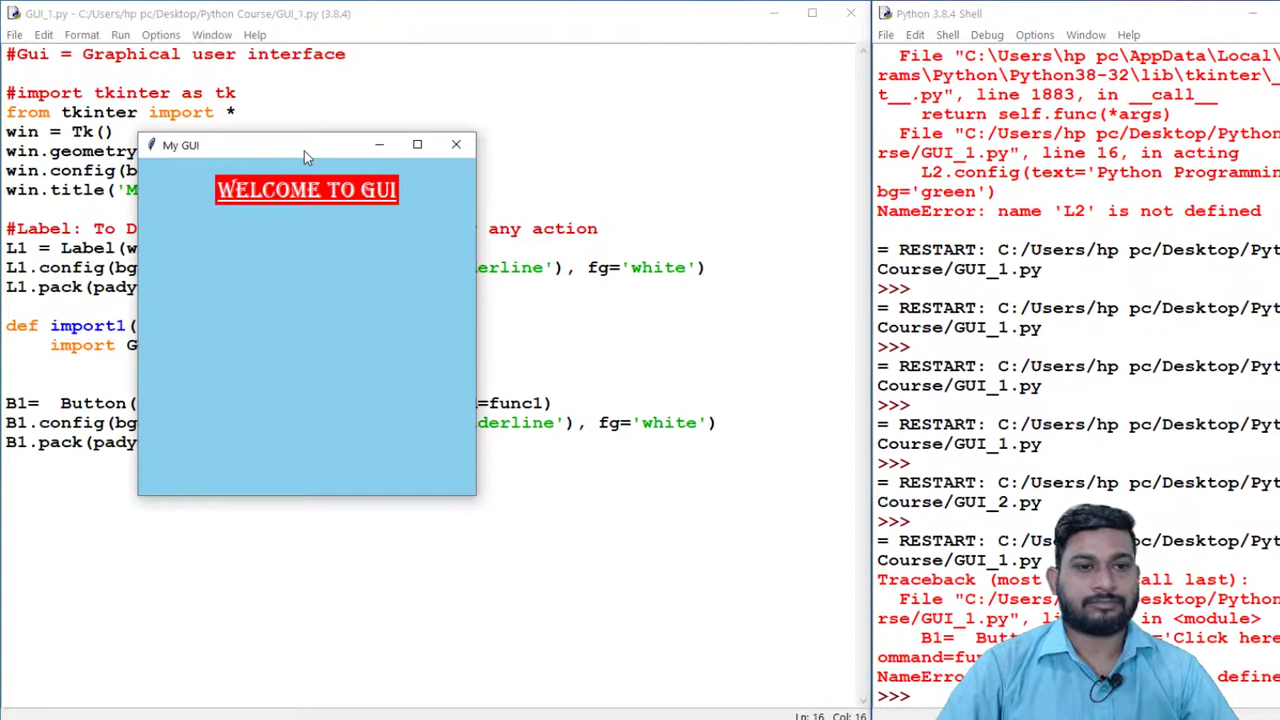 GUI_1.py - C:/Users/hp pc/Desktop/Python Course/GUI_1.py (3.8.4)
File Edit Format Run Options Window Help
#Gui = Graphical user interface
#import tkinter as tk
from tkinter import *
win = Tk()
win.geometry
win.config(b
win.title('M
#Label: To D any action
L1 = Label(w
L1.config(bg derline'), fg='white')
L1.pack(pady
def import1(
import G
B1= Button( =func1)
B1.config(bg derline'), fg='white')
B1.pack(pady
Ln: 16 Col: 16
My GUI
WELCOME TO GUI
Python 3.8.4 Shell
File Edit Shell Debug Options Window Help
File "C:\Users\hp pc\AppData\Local\
rams\Python\Python38-32\lib\tkinter\_
t__.py", line 1883, in __call__
return self.func(*args)
File "C:/Users/hp pc/Desktop/Python
rse/GUI_1.py", line 16, in acting
L2.config(text='Python Programmin
bg='green')
NameError: name 'L2' is not defined
= RESTART: C:/Users/hp pc/Desktop/Pyt
Course/GUI_1.py
>>>
= RESTART: C:/Users/hp pc/Desktop/Pyt
Course/GUI_1.py
>>>
= RESTART: C:/Users/hp pc/Desktop/Pyt
Course/GUI_1.py
>>>
= RESTART: C:/Users/hp pc/Desktop/Pyt
Course/GUI_1.py
>>>
= RESTART: C:/Users/hp pc/Desktop/Pyt
Course/GUI_2.py
>>>
= RESTART: C:/Use hp pc/Desktop/Pyt
Course/GUI_1.py
Traceback (most all last):
File "C:/Users/ pc/Desktop/Python
rse/GUI_1.py", li in <module>
B1= Butt ='Click here
ommand=fun
NameErro define
>>>